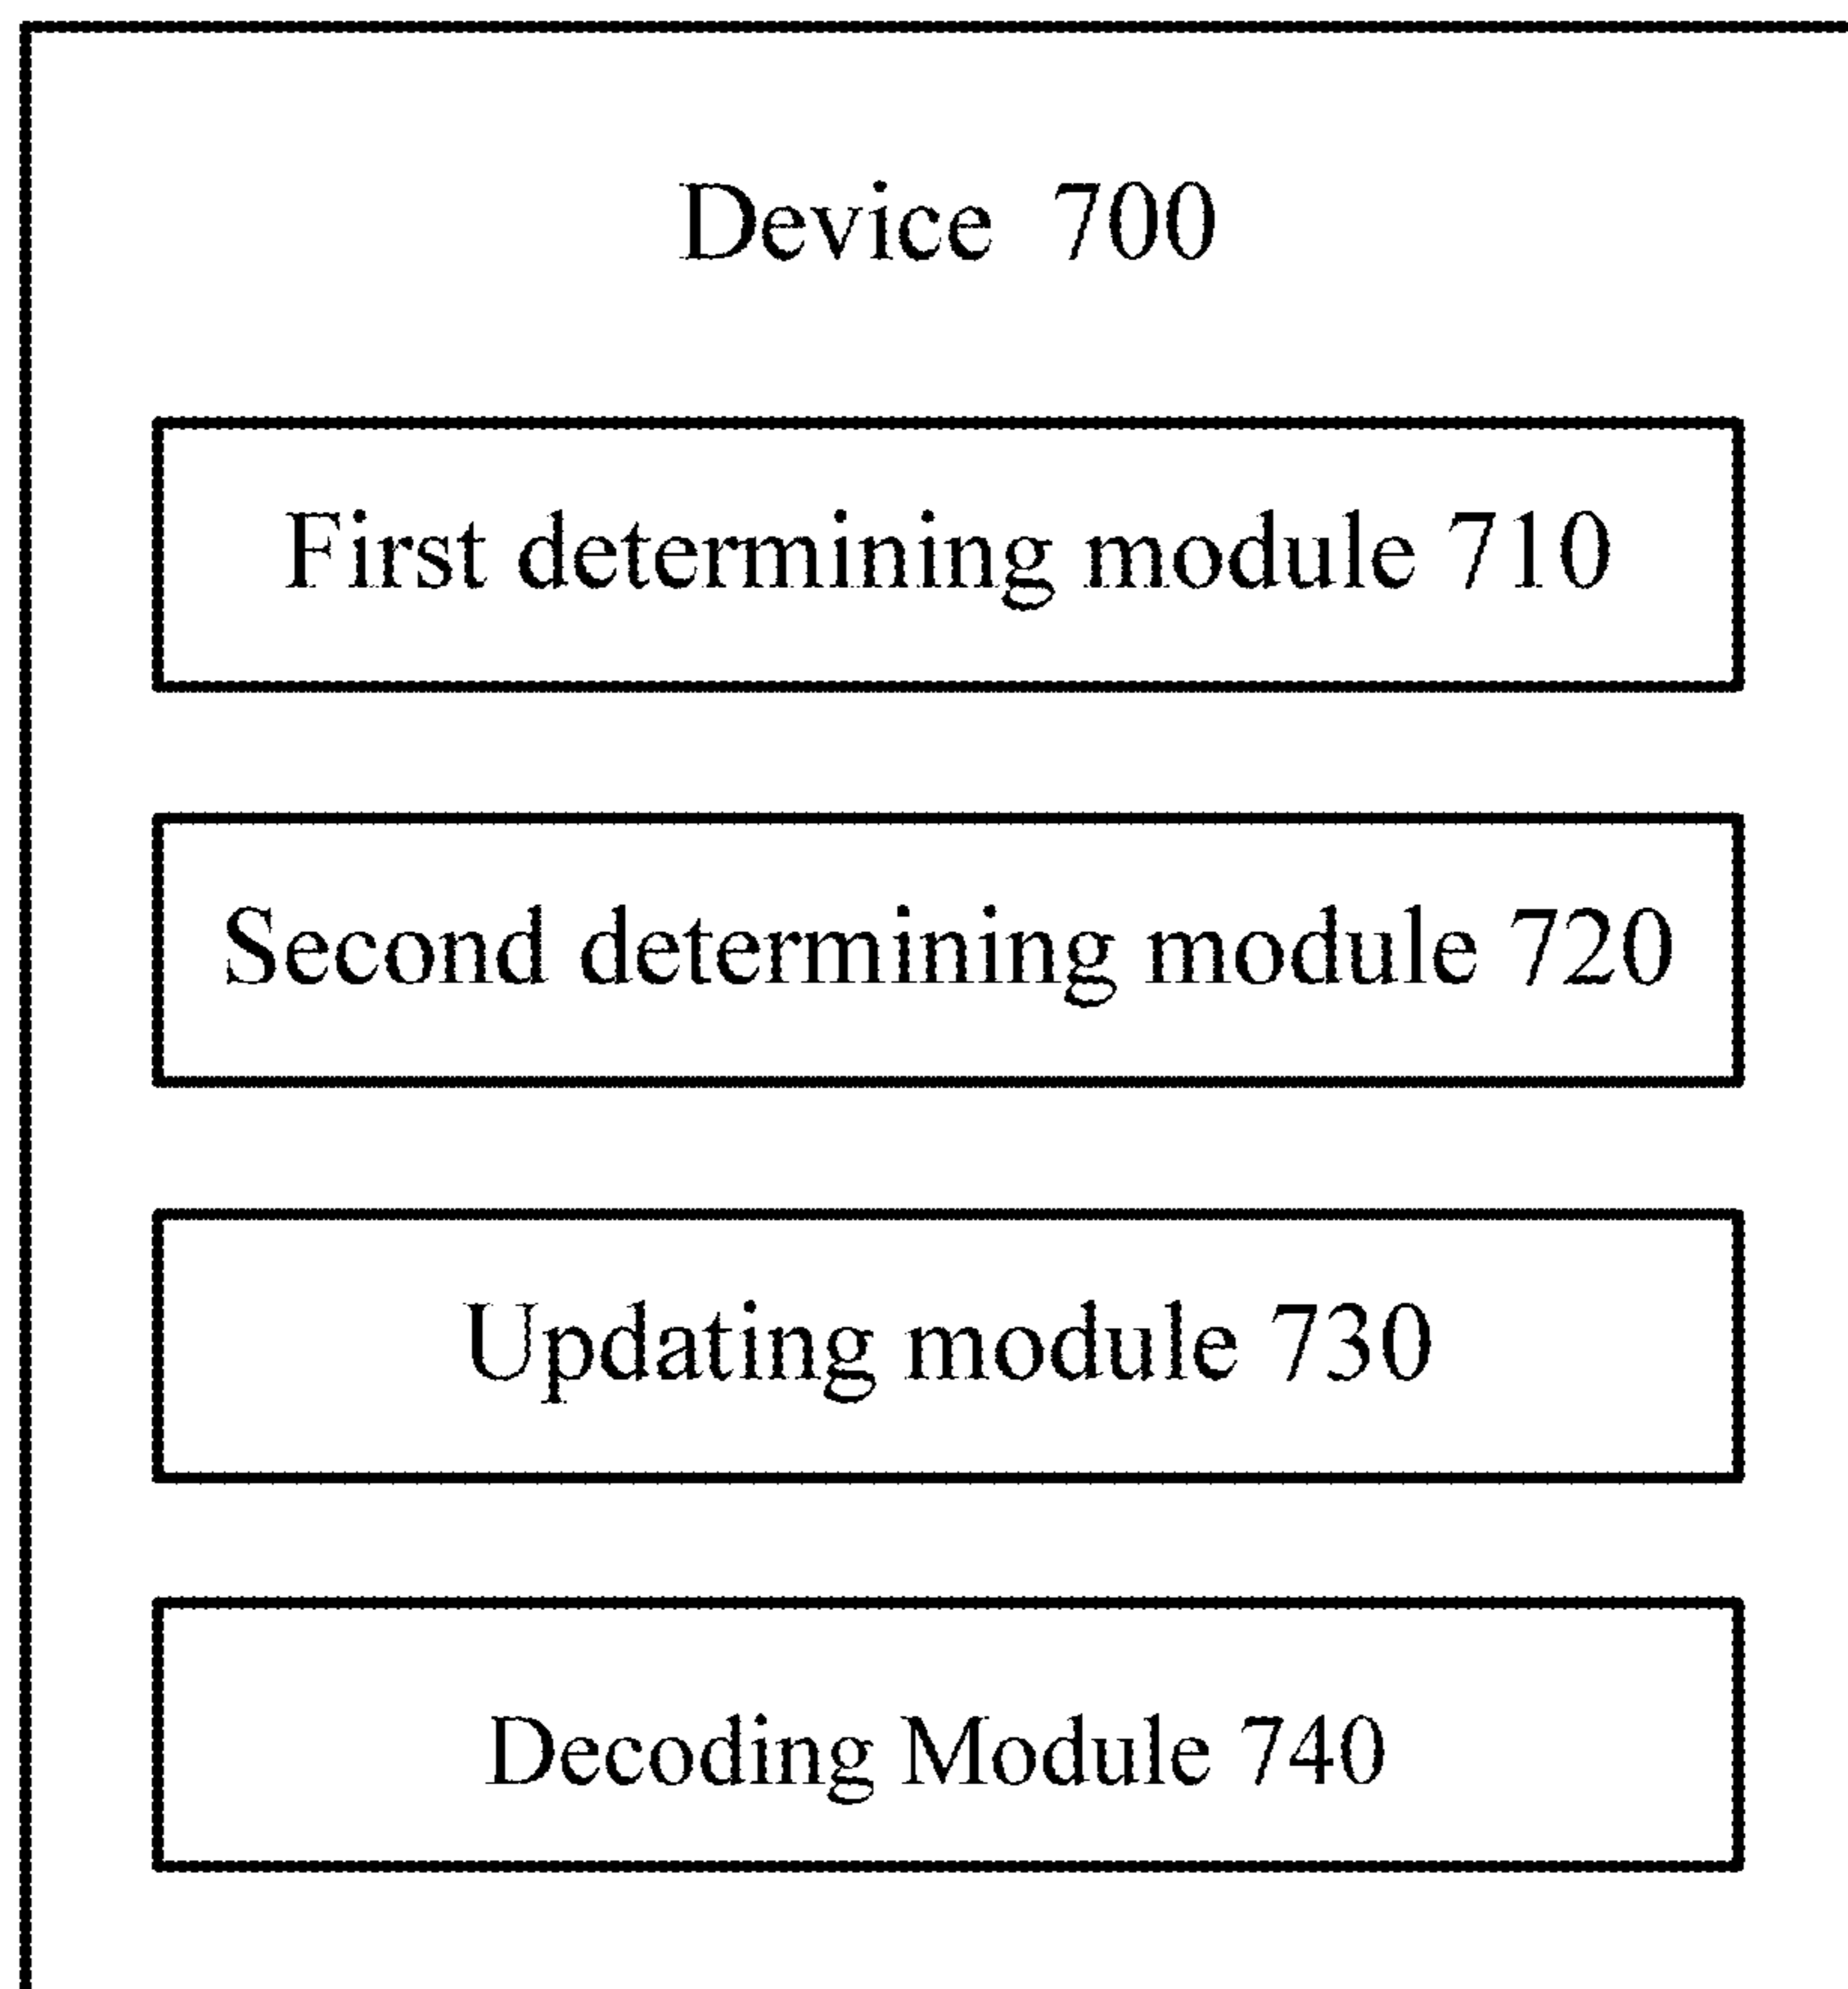 Device 700
First determining module 710
Second determining module 720
Updating module 730
Decoding Module 740